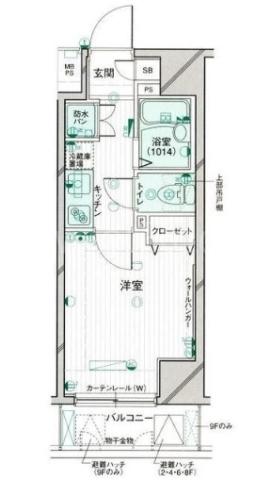 玄関
SB
PS
MB
PS
防水
パン
浴室
(1014)
冷蔵庫
置場
キッチン
トイレ
上部吊戸棚
PS
クローゼット
洋室
ウォールハンガー
カーテンレール(W)
バルコニー
9Fのみ
物干金物
避難ハッチ
(9Fのみ)
避難ハッチ
(2・4・6・8F)